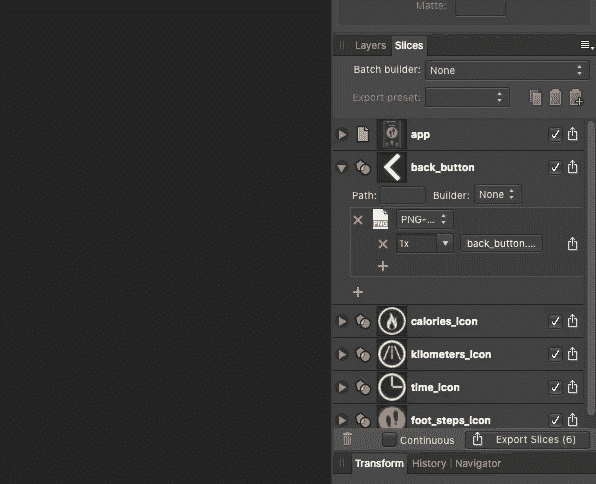 Matte:
Layers Slices
Batch builder: None
Export preset:
app
back_button
Path: Builder: None
PNG
PNG-...
1x back_button....
calories_icon
kilometers_icon
time_icon
foot_steps_icon
Continuous Export Slices (6)
Transform History Navigator